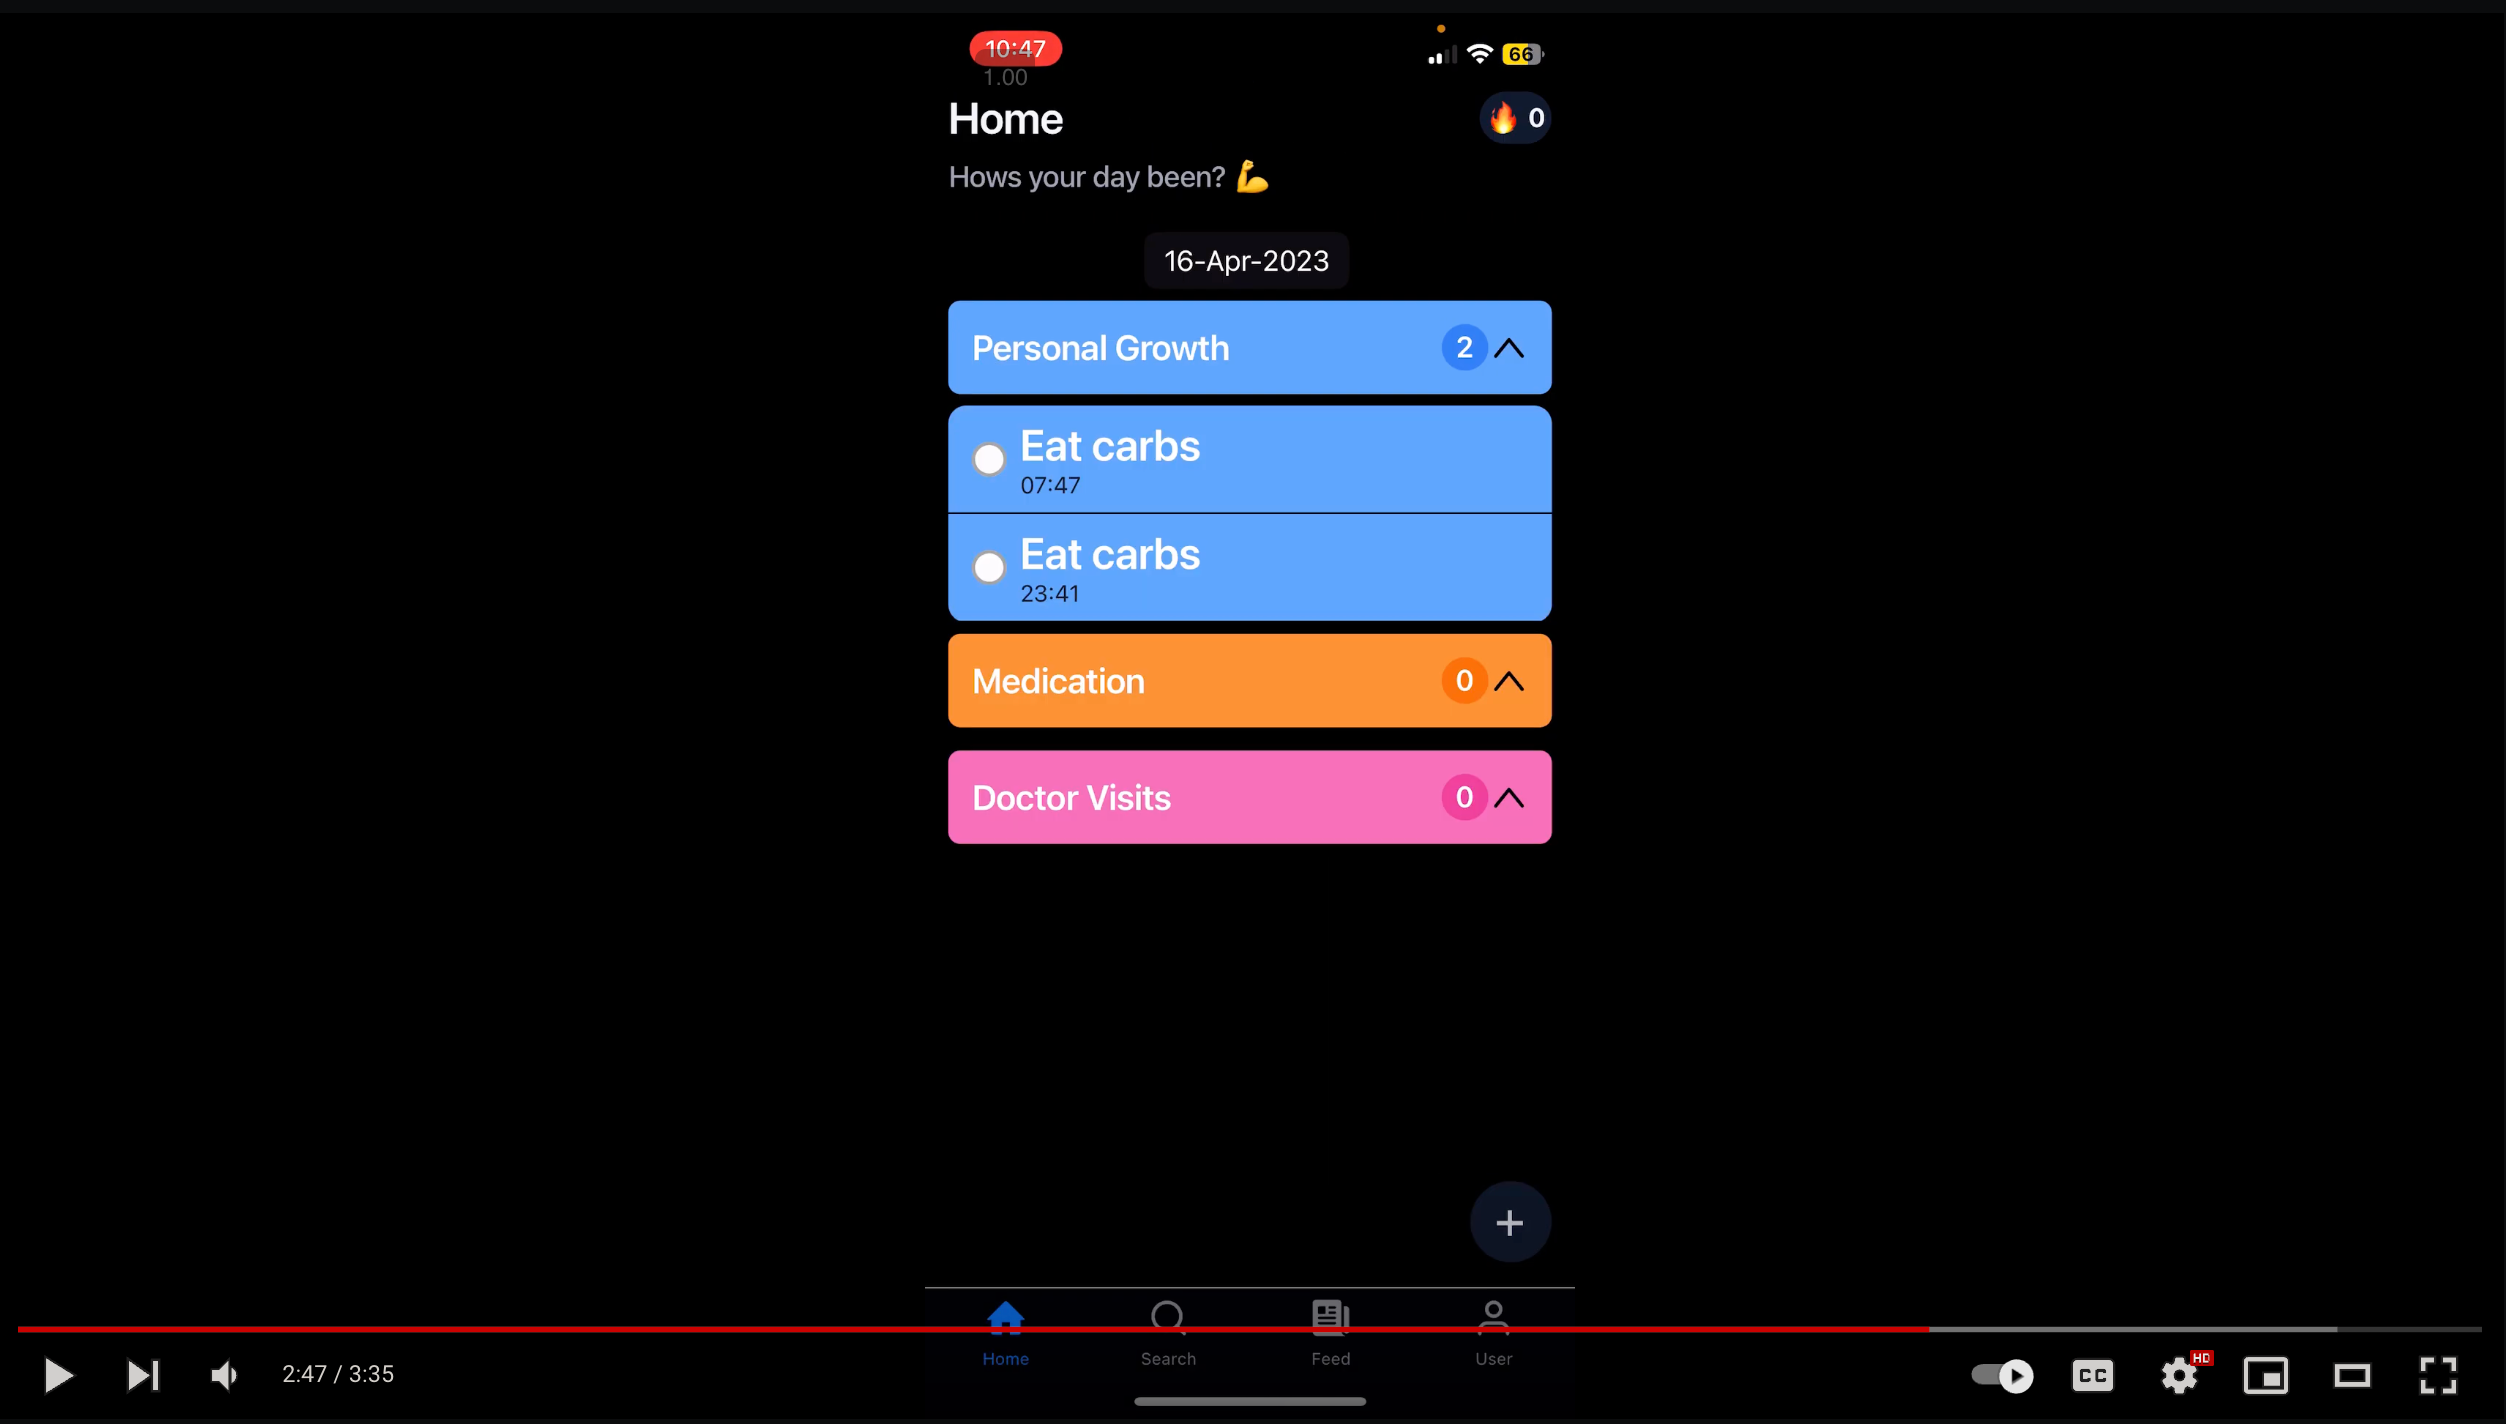 10:47
66
1.00
Home
0
Hows your day been?
16-Apr-2023
Personal Growth
2
Eat carbs
07:47
Eat carbs
23:41
Medication
0
Doctor Visits
0
+
Home
Search
Feed
User
2:47 / 3:35
CC
HD